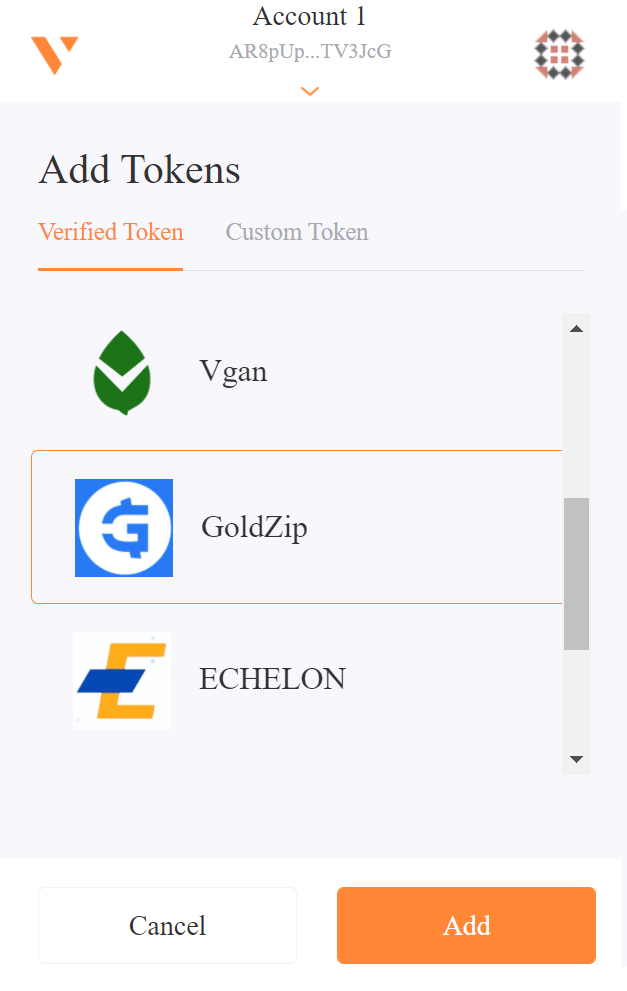 Account 1
AR8pUp...TV3JcG
Add Tokens
Verified Token Custom Token
Vgan
GoldZip
ECHELON
Cancel Add